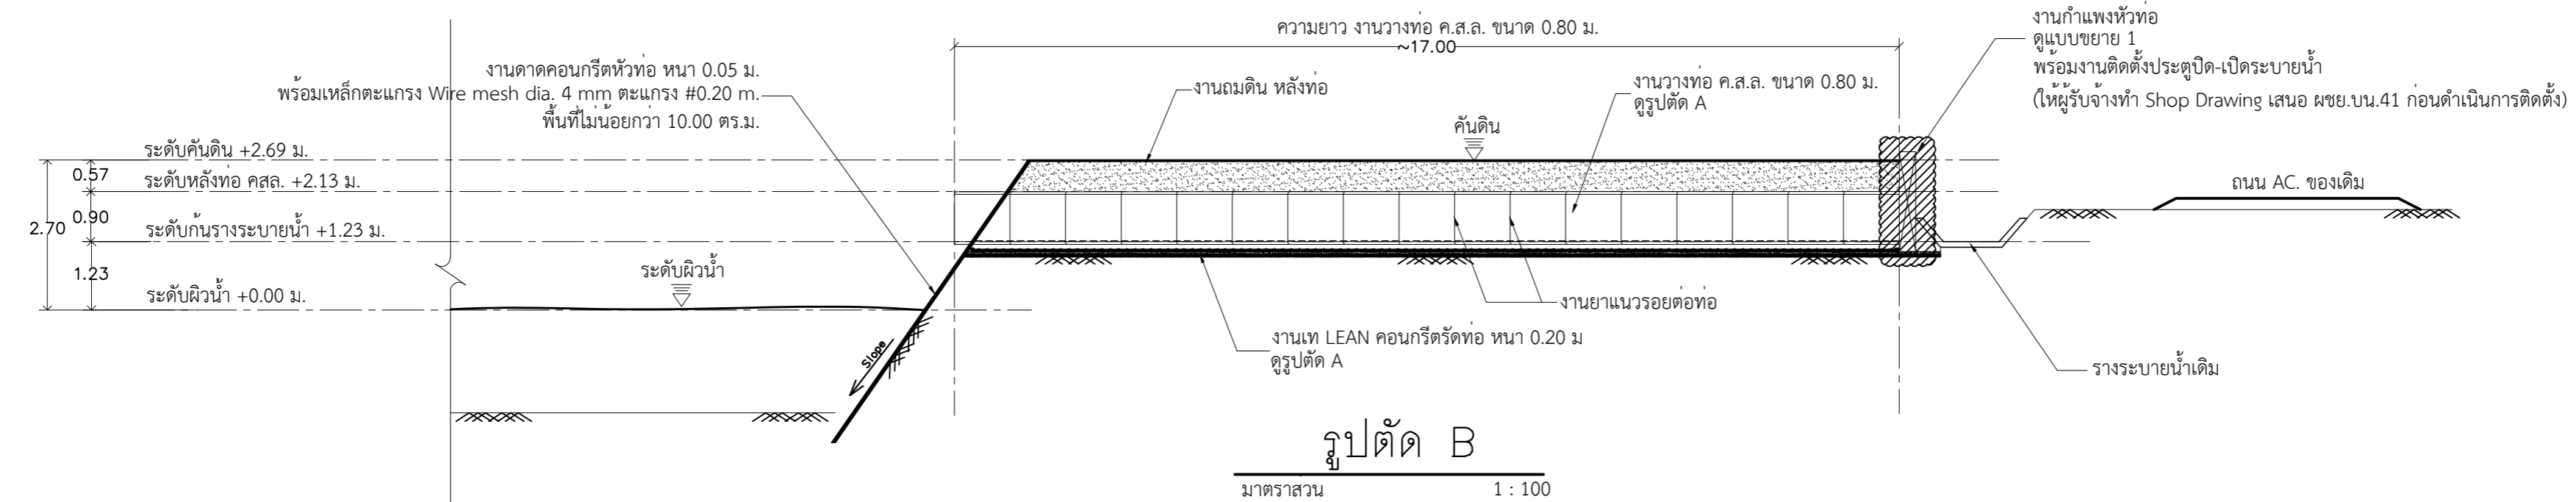 ความยาว งานวางท่อ ค.ส.ล. ขนาด 0.80 ม.
~17.00
งานกำแพงหัวท่อ
ดูแบบขยาย 1
พร้อมงานติดตั้งประตูปิด-เปิดระบายน้ำ
(ให้ผู้รับจ้างทำ Shop Drawing เสนอ ผชย.บน.41 ก่อนดำเนินการติดตั้ง)
งานดาดคอนกรีตหัวท่อ หนา 0.05 ม.
พร้อมเหล็กตะแกรง Wire mesh dia. 4 mm ตะแกรง #0.20 m.
พื้นที่ไม่น้อยกว่า 10.00 ตร.ม.
งานถมดิน หลังท่อ
งานวางท่อ ค.ส.ล. ขนาด 0.80 ม.
ดูรูปตัด A
คันดิน
ระดับคันดิน +2.69 ม.
0.57
ระดับหลังท่อ คสล. +2.13 ม.
0.90
2.70
ระดับก้นรางระบายน้ำ +1.23 ม.
1.23
ระดับผิวน้ำ +0.00 ม.
ระดับผิวน้ำ
ถนน AC. ของเดิม
งานยาแนวรอยต่อท่อ
งานเท LEAN คอนกรีตรัดท่อ หนา 0.20 ม
ดูรูปตัด A
Slope
รางระบายน้ำเดิม
รูปตัด B
มาตราส่วน 1 : 100